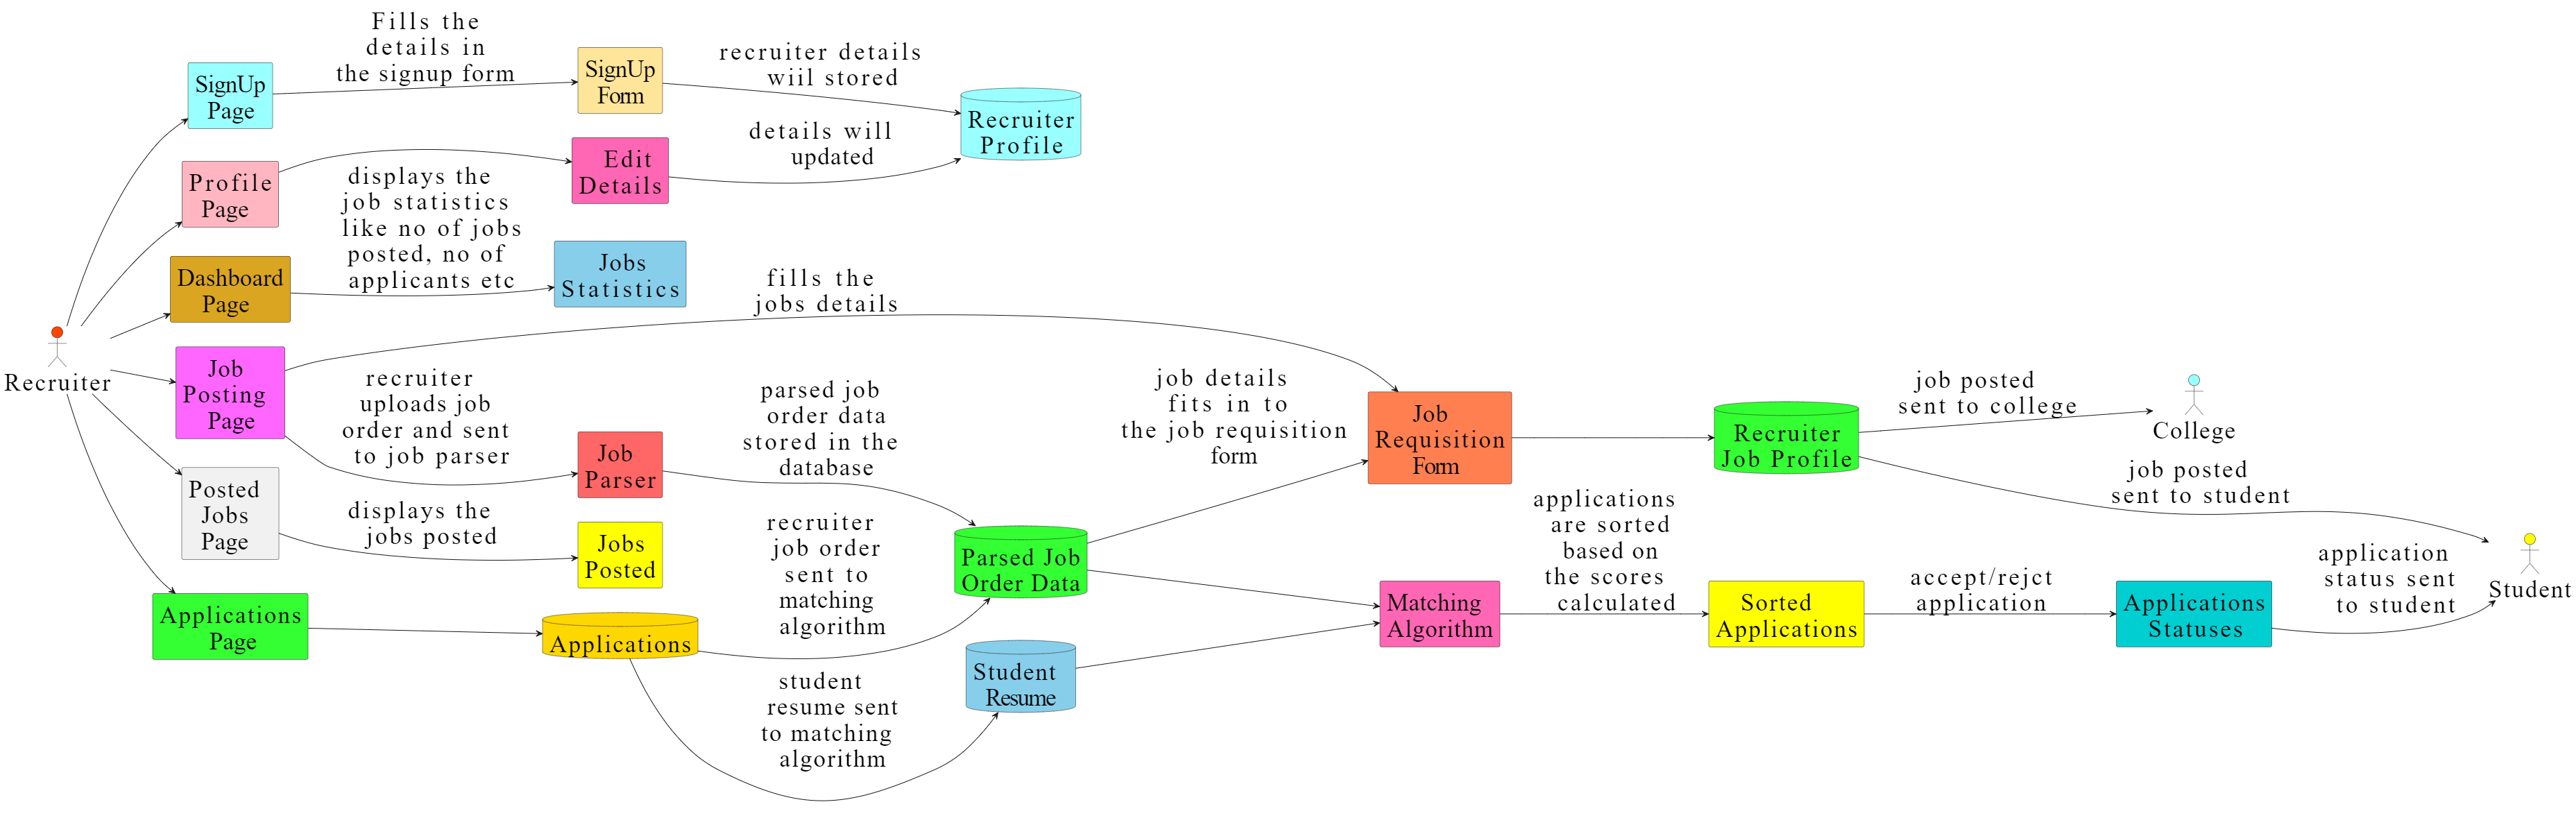 Fills the
details in
the signup form
SignUp
Page
SignUp
Form
recruiter details
wiil stored
Recruiter
Profile
Profile
Page
Edit
Details
details will
updated
displays the
job statistics
like no of jobs
posted, no of
applicants etc
Dashboard
Page
Jobs
Statistics
fills the
jobs details
Recruiter
Job
Posting
Page
recruiter
uploads job
order and sent
to job parser
Job
Parser
parsed job
order data
stored in the
database
job details
fits in to
the job requisition
form
Job
Requisition
Form
Recruiter
Job Profile
job posted
sent to college
College
job posted
sent to student
Posted
Jobs
Page
displays the
jobs posted
Jobs
Posted
recruiter
job order
sent to
matching
algorithm
Parsed Job
Order Data
applications
are sorted
based on
the scores
calculated
Applications
Page
Applications
student
resume sent
to matching
algorithm
Student
Resume
Matching
Algorithm
Sorted
Applications
accept/rejct
application
Applications
Statuses
application
status sent
to student
Student